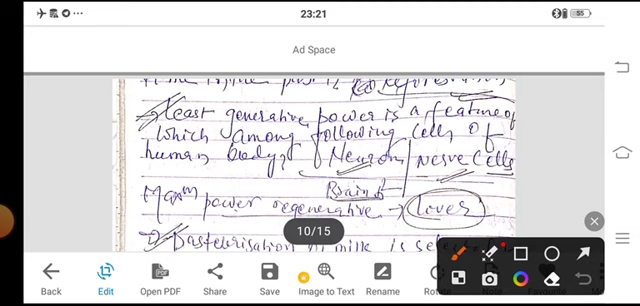 23:21
55
Ad Space
Least generative power is a feature of
which among following cells of
human body? Neuron / Nerve Cells
Brain
Maxm power regenerative → Liver
10/15
Pasteurisation of milk is
Back
Edit
Open PDF
Share
Save
Image to Text
Rename